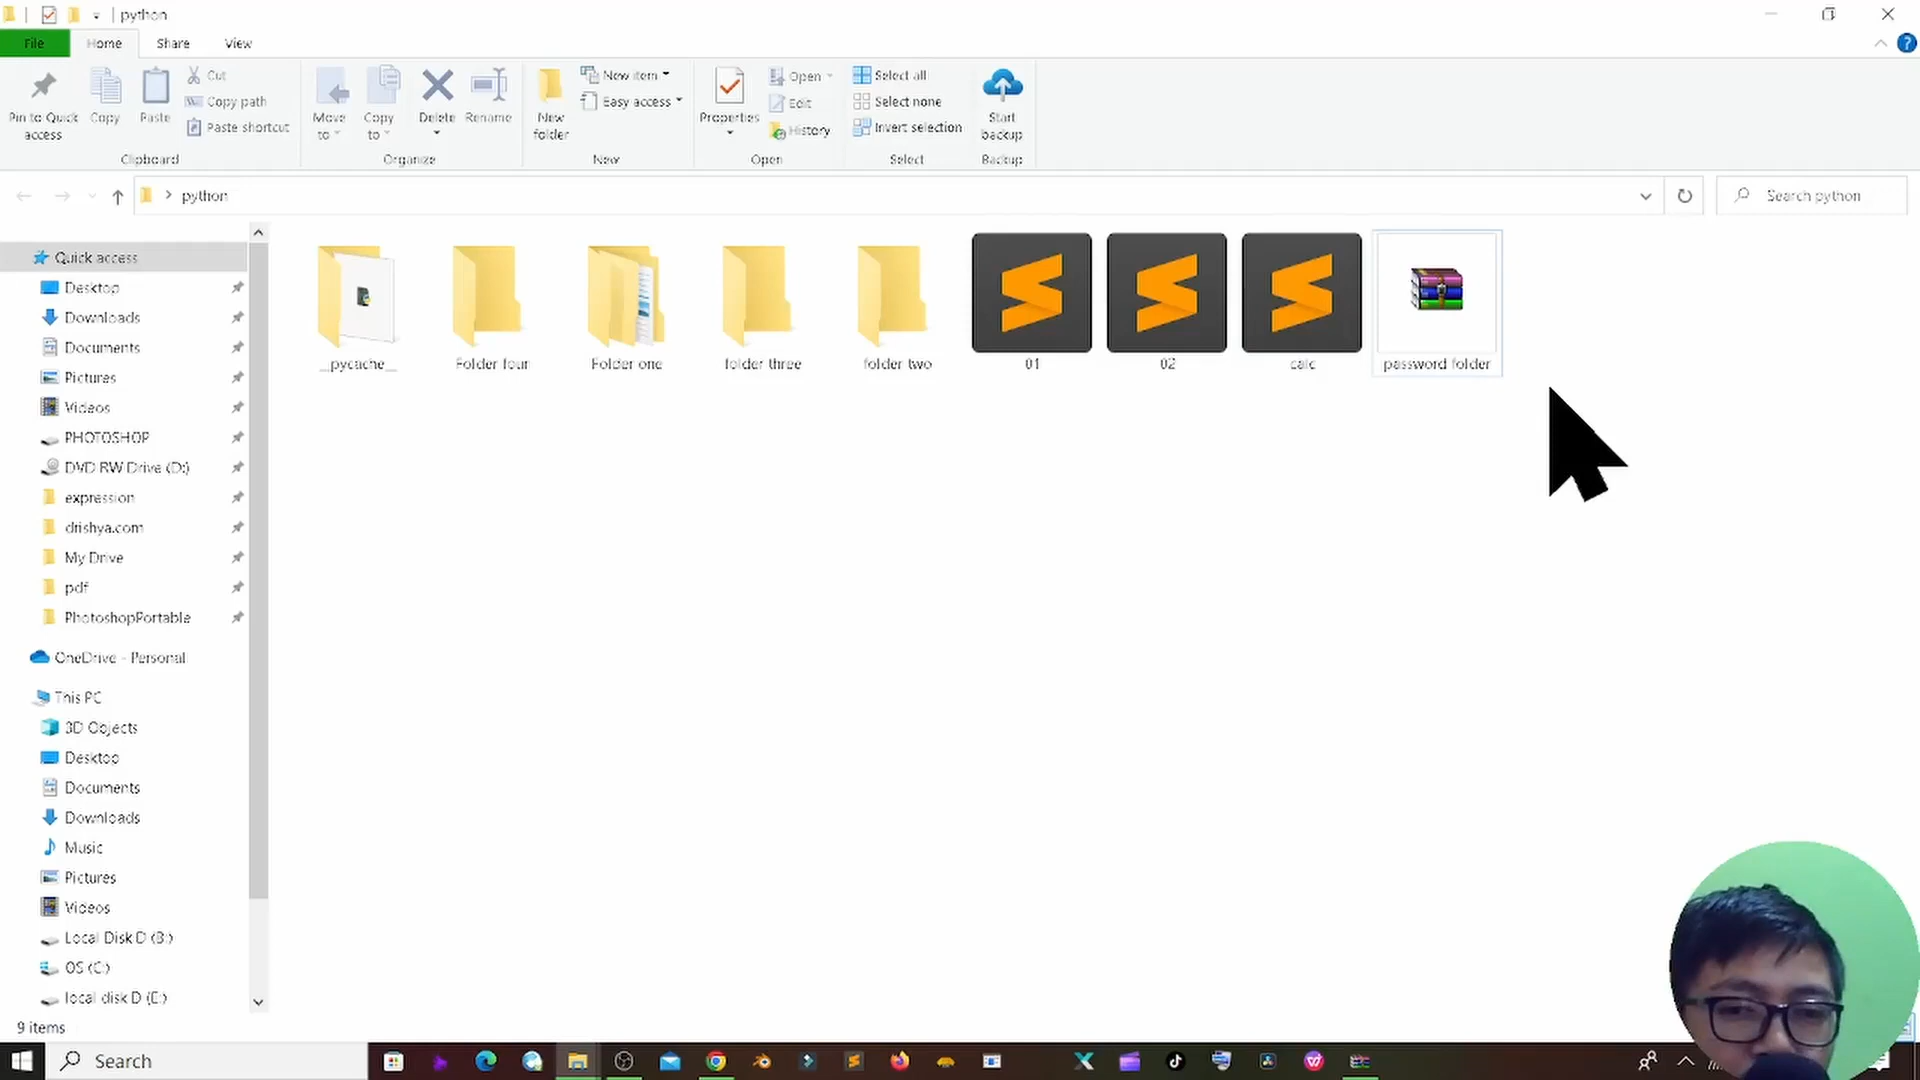 python
File Home Share View
Pin to Quick access
Copy
Paste
Cut
Copy path
Paste shortcut
Clipboard
Move to
Copy to
Delete
Rename
Organize
New folder
New item
Easy access
New
Properties
Open
Edit
History
Open
Select all
Select none
Invert selection
Select
Start backup
Backup
python
Search python
Quick access
Desktop
Downloads
Documents
Pictures
Videos
PHOTOSHOP
DVD RW Drive (D:)
expression
drishya.com
My Drive
pdf
PhotoshopPortable
OneDrive - Personal
This PC
3D Objects
Desktop
Documents
Downloads
Music
Pictures
Videos
Local Disk D (B:)
OS (C:)
local disk D (E:)
__pycache__
Folder four
Folder one
folder three
folder two
01
02
calc
password folder
9 items
Search